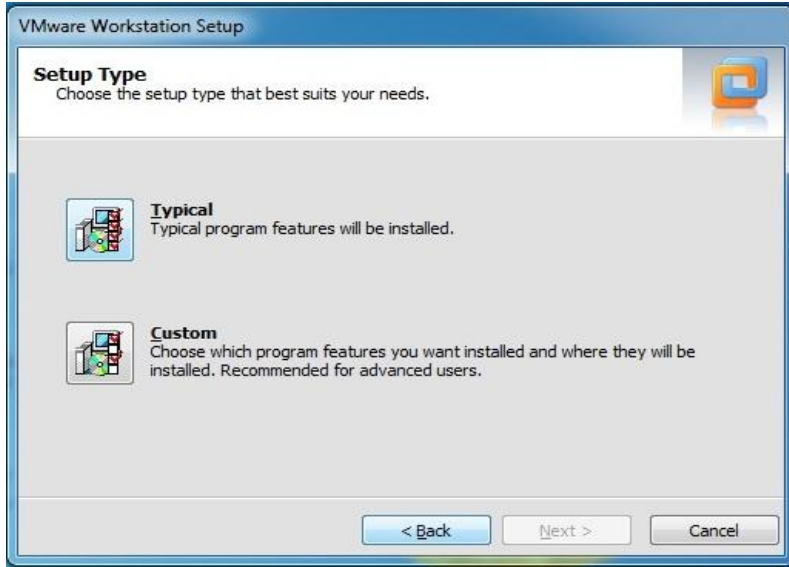 VMware Workstation Setup
Setup Type
Choose the setup type that best suits your needs.
Typical
Typical program features will be installed.
Custom
Choose which program features you want installed and where they will be
installed. Recommended for advanced users.
< Back Next > Cancel